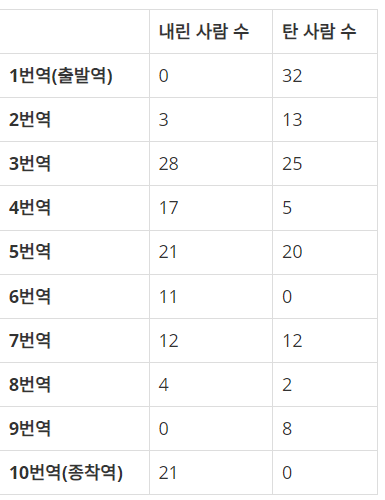 내린 사람 수 탄 사람 수
1번역(출발역) 0 32
2번역 3 13
3번역 28 25
4번역 17 5
5번역 21 20
6번역 11 0
7번역 12 12
8번역 4 2
9번역 0 8
10번역(종착역) 21 0